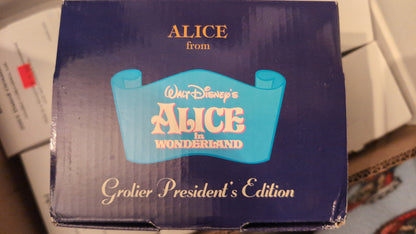 ALICE
from
WALT DISNEY'S
ALICE
in
WONDERLAND
Grolier President's Edition